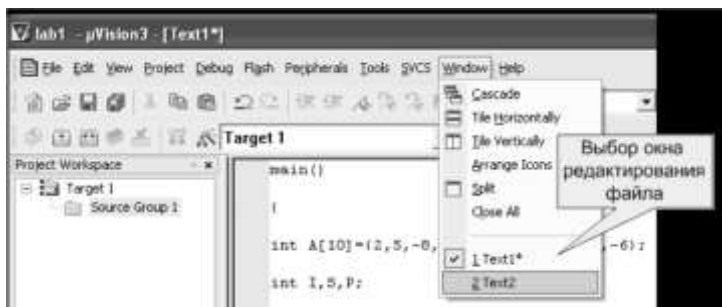 lab1 - µVision3 - [Text1*]
File Edit View Project Debug Flash Peripherals Tools SVCS Window Help
Cascade
Tile Horizontally
Target 1
Tile Vertically
Выбор окна
редактирования
файла
Project Workspace
Arrange Icons
main()
Target 1
Split
Source Group 1
{
Close All
int A[10]={2,5,-8,
1 Text1*
,-6};
int I,S,P;
2 Text2